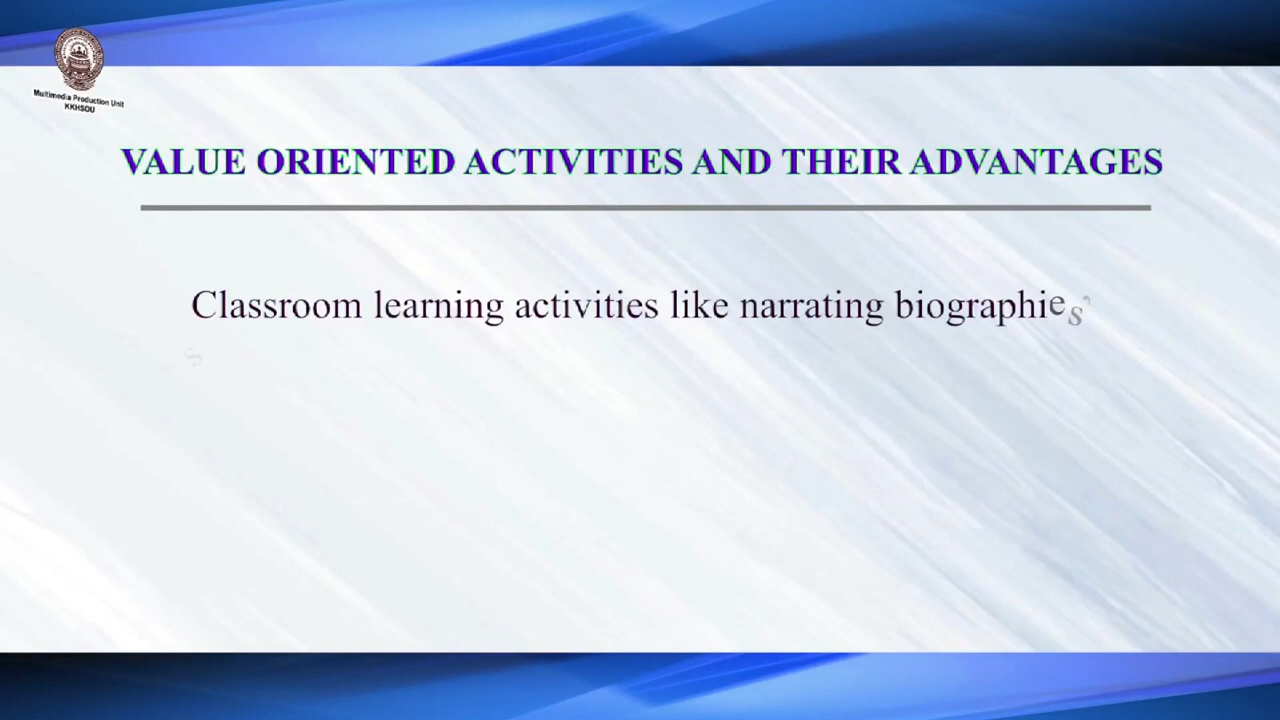 Multimedia Production Unit
KKHSOU
VALUE ORIENTED ACTIVITIES AND THEIR ADVANTAGES
Classroom learning activities like narrating biographies’
s